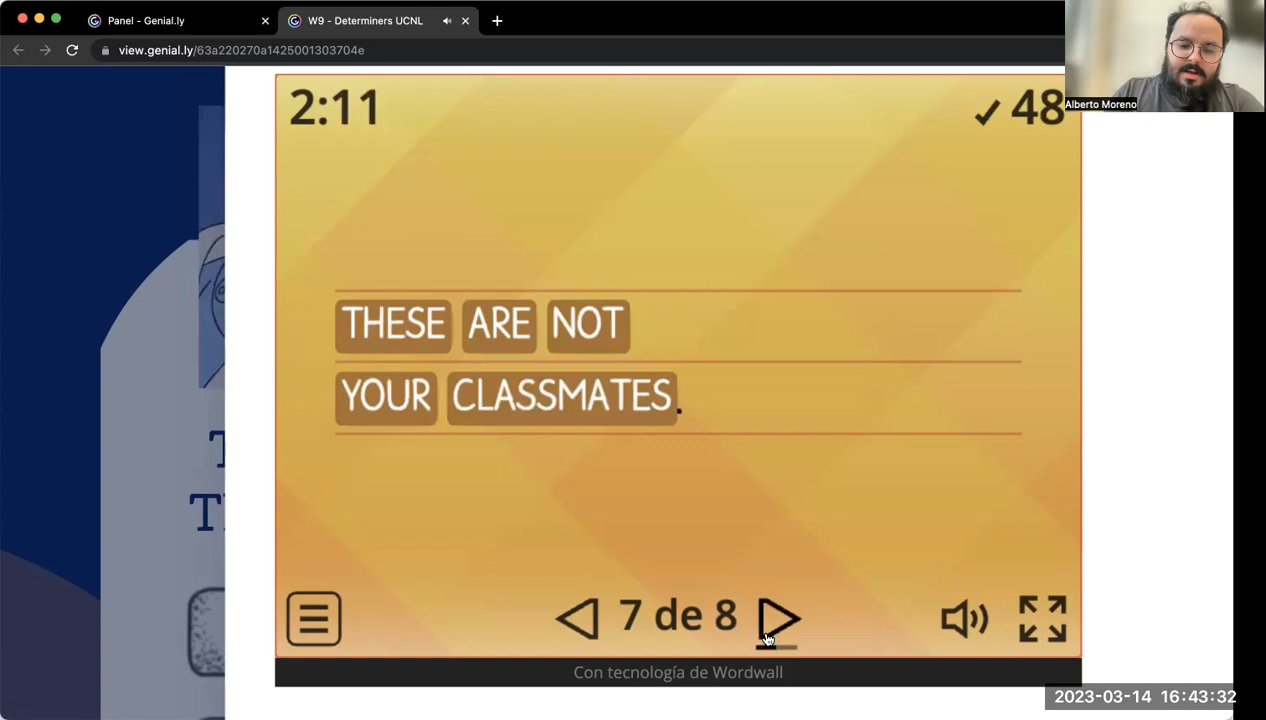 Panel - Genial.ly
W9 - Determiners UCNL
view.genial.ly/63a220270a1425001303704e
Alberto Moreno
2:11
✓ 48
THESE ARE NOT
YOUR CLASSMATES.
7 de 8
Con tecnología de Wordwall
2023-03-14 16:43:32